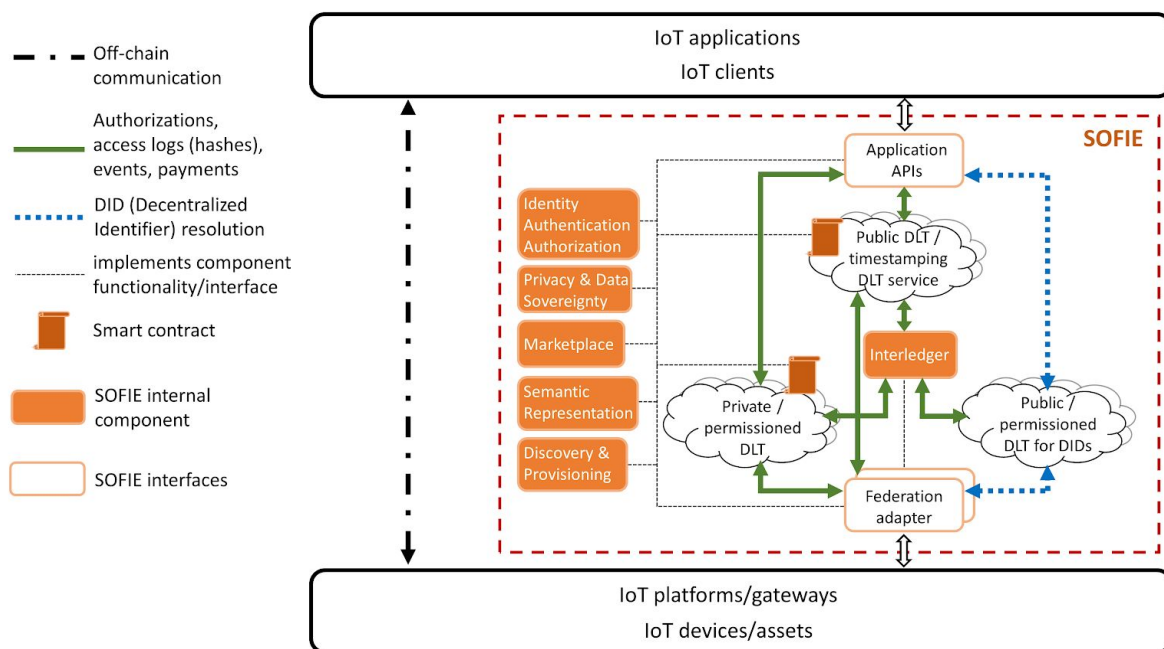 Off-chain
communication
Authorizations,
access logs (hashes),
events, payments
DID (Decentralized
Identifier) resolution
implements component
functionality/interface
Smart contract
SOFIE internal
component
SOFIE interfaces
IoT applications
IoT clients
SOFIE
Application
APIs
Identity
Authentication
Authorization
Privacy & Data
Sovereignty
Marketplace
Semantic
Representation
Discovery &
Provisioning
Public DLT /
timestamping
DLT service
Interledger
Private /
permissioned
DLT
Public /
permissioned
DLT for DIDs
Federation
adapter
IoT platforms/gateways
IoT devices/assets